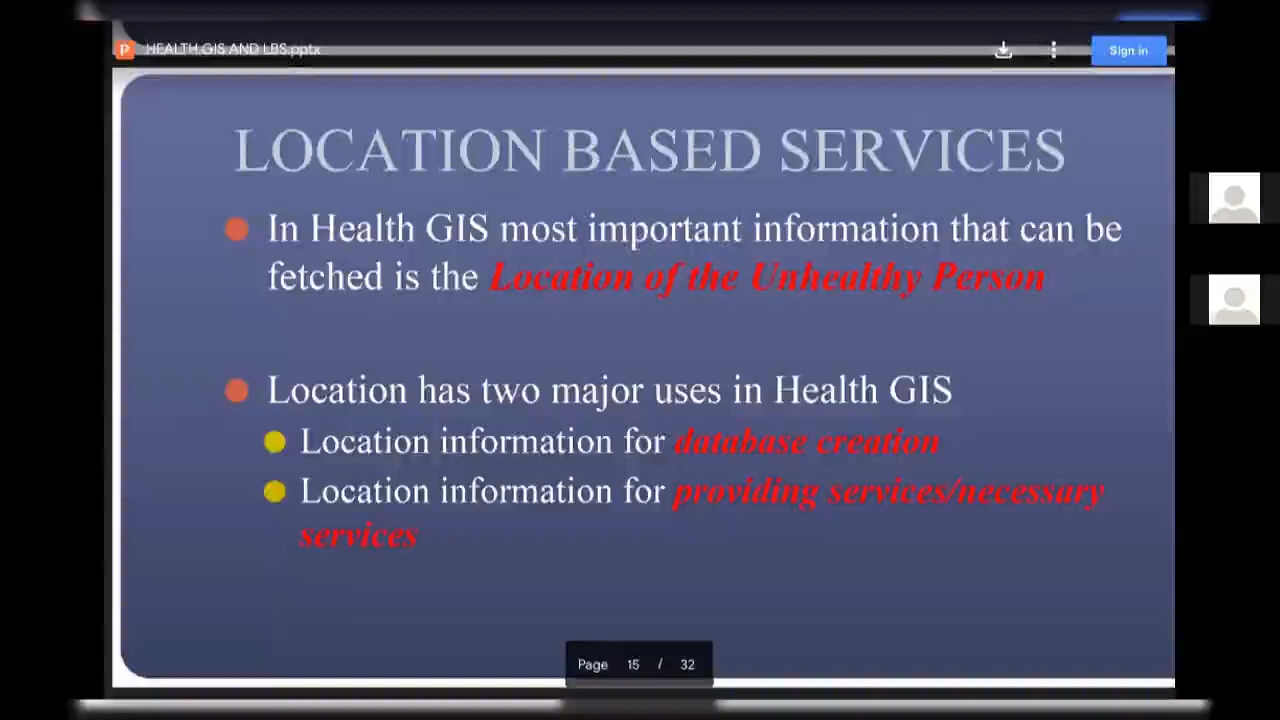 HEALTH GIS AND LBS.pptx
Sign in
LOCATION BASED SERVICES
In Health GIS most important information that can be
fetched is the Location of the Unhealthy Person
Location has two major uses in Health GIS
Location information for database creation
Location information for providing services/necessary
services
Page 15 / 32